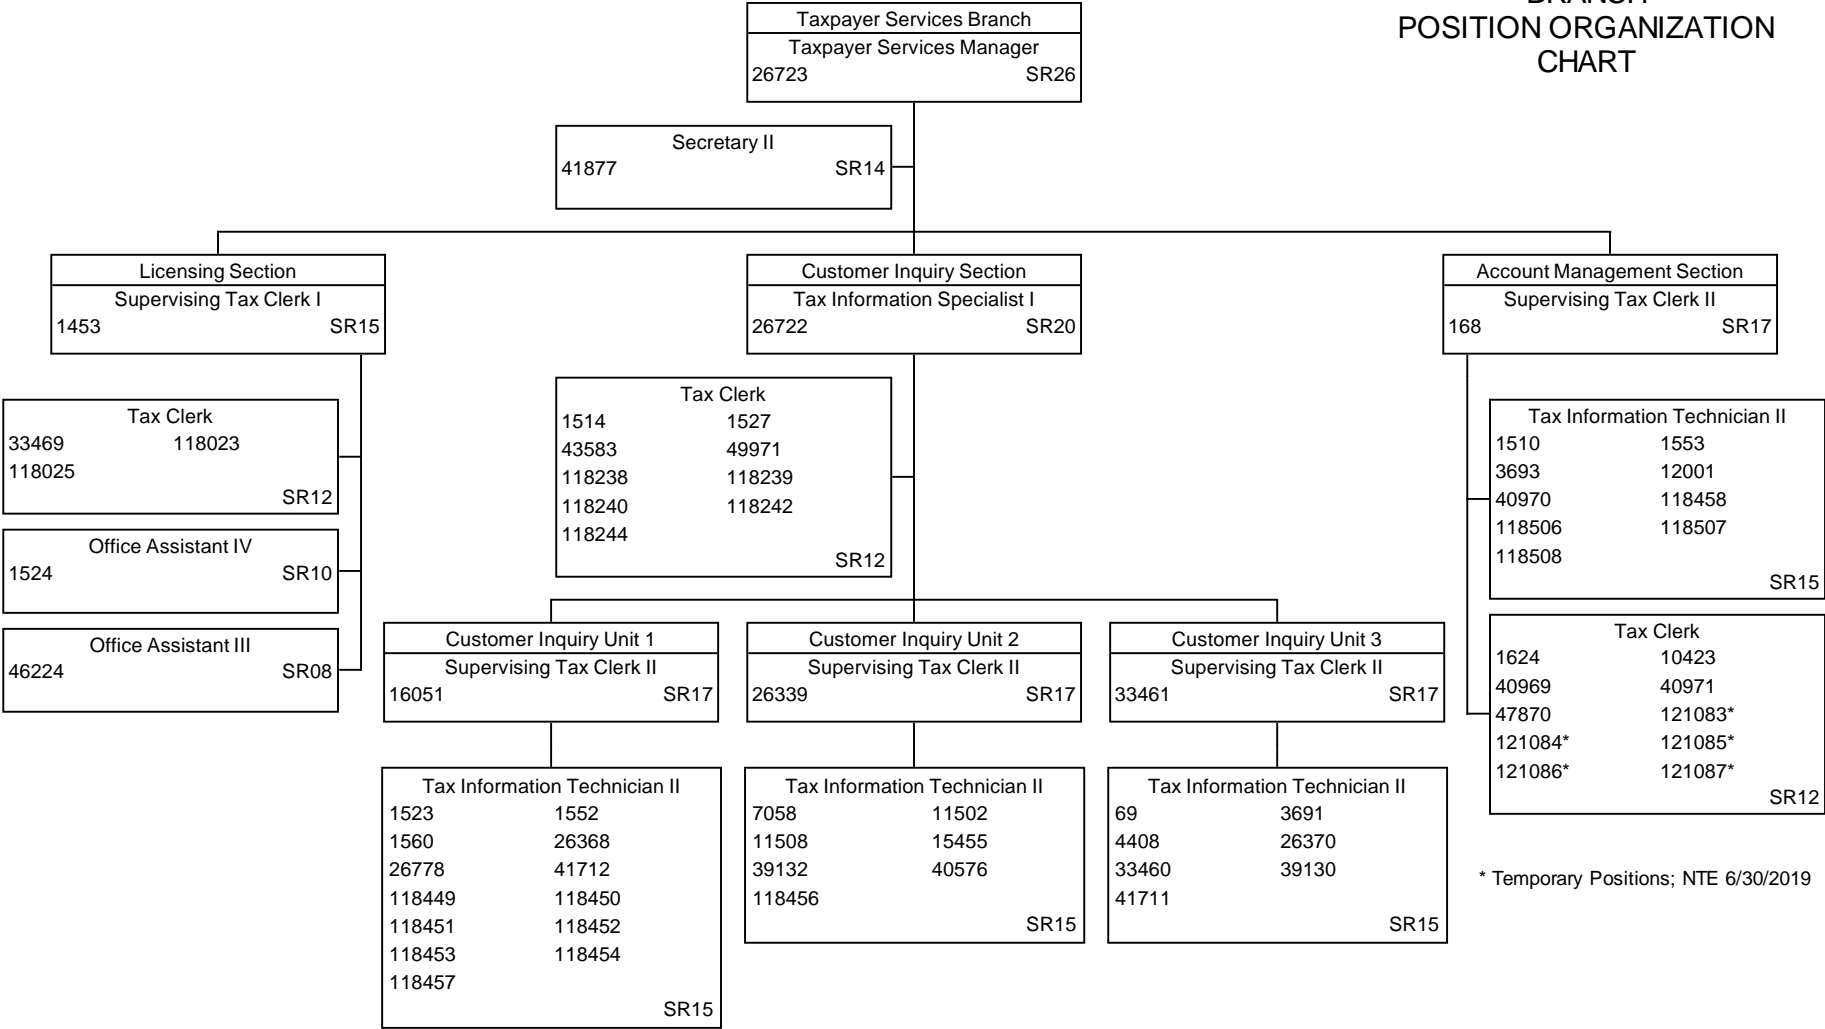 BRANCH
POSITION ORGANIZATION
CHART
Taxpayer Services Branch
Taxpayer Services Manager
26723 SR26
Secretary II
41877 SR14
Licensing Section
Supervising Tax Clerk I
1453 SR15
Tax Clerk
33469 118023
118025
SR12
Office Assistant IV
1524 SR10
Office Assistant III
46224 SR08
Customer Inquiry Section
Tax Information Specialist I
26722 SR20
Tax Clerk
1514 1527
43583 49971
118238 118239
118240 118242
118244
SR12
Customer Inquiry Unit 1
Supervising Tax Clerk II
16051 SR17
Tax Information Technician II
1523 1552
1560 26368
26778 41712
118449 118450
118451 118452
118453 118454
118457
SR15
Customer Inquiry Unit 2
Supervising Tax Clerk II
26339 SR17
Tax Information Technician II
7058 11502
11508 15455
39132 40576
118456
SR15
Customer Inquiry Unit 3
Supervising Tax Clerk II
33461 SR17
Tax Information Technician II
69 3691
4408 26370
33460 39130
41711
SR15
Account Management Section
Supervising Tax Clerk II
168 SR17
Tax Information Technician II
1510 1553
3693 12001
40970 118458
118506 118507
118508
SR15
Tax Clerk
1624 10423
40969 40971
47870 121083*
121084* 121085*
121086* 121087*
SR12
* Temporary Positions; NTE 6/30/2019